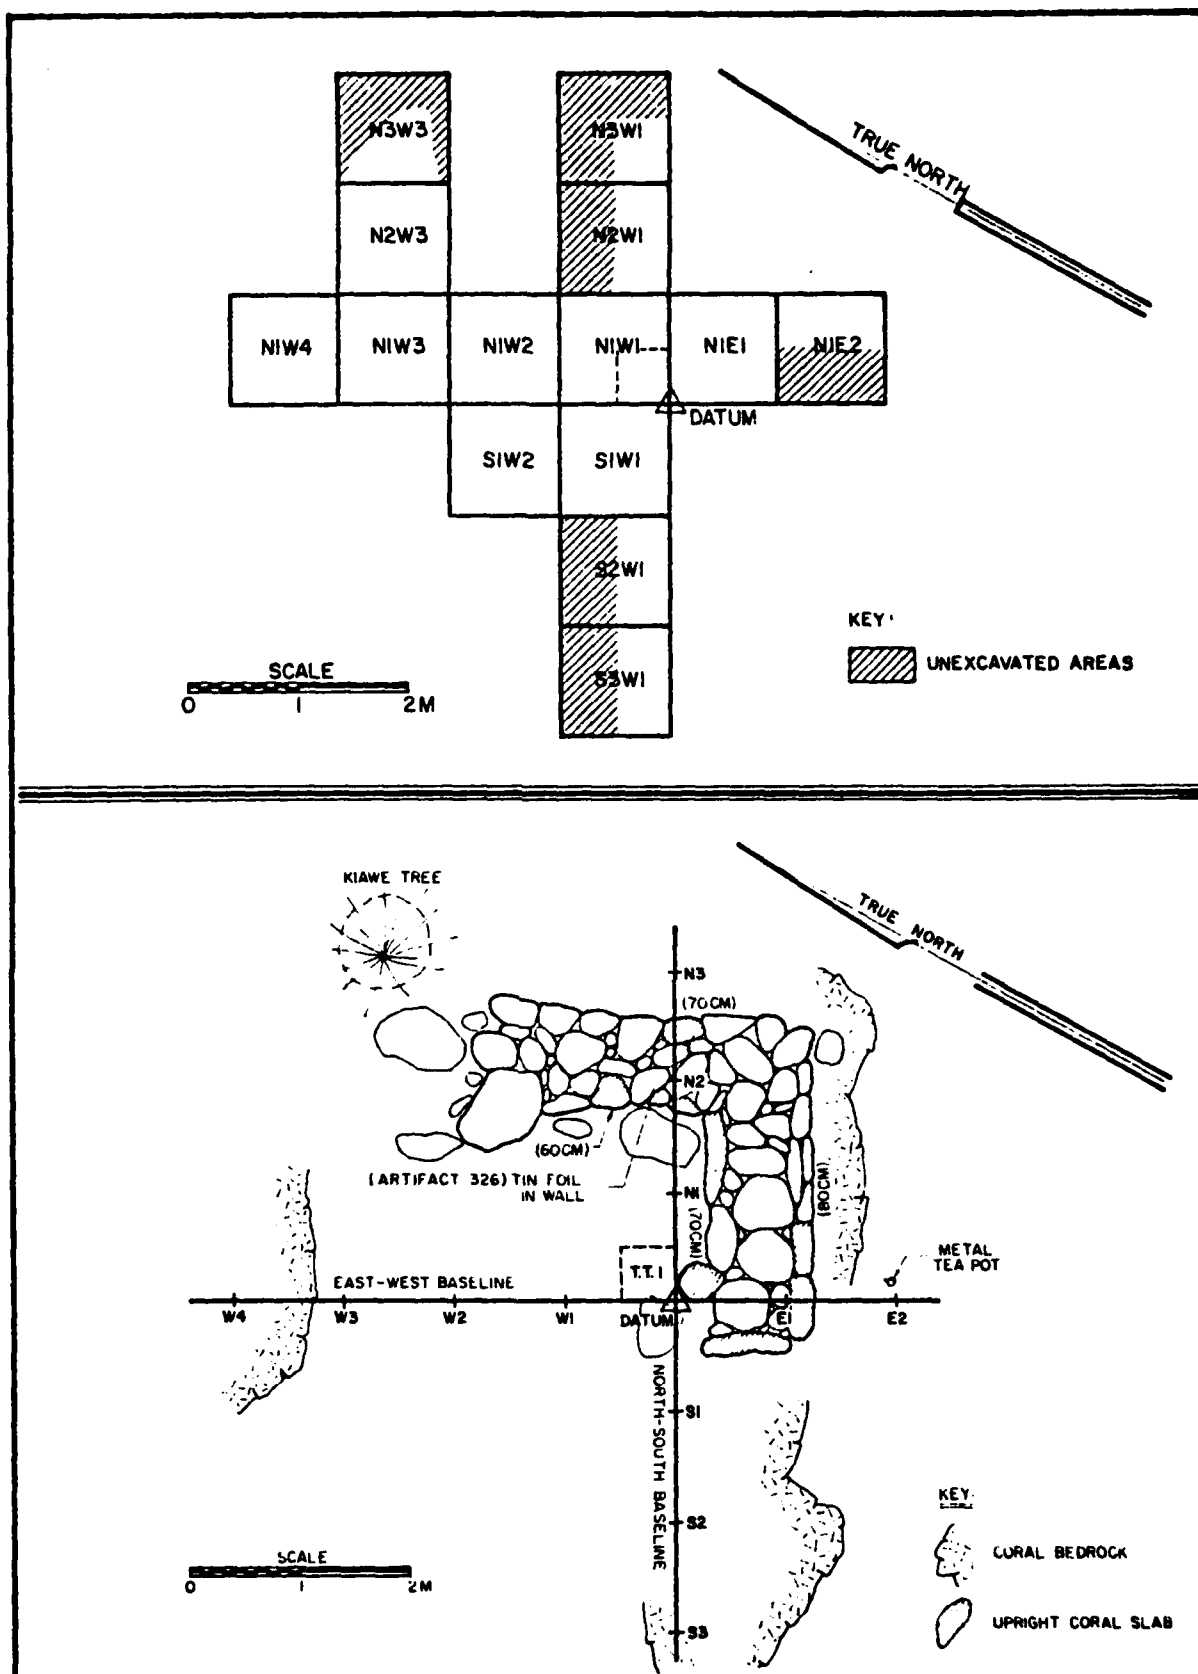 N3W3
N3W1
TRUE NORTH
N2W3
N2W1
N1W4
N1W3
N1W2
N1W1
N1E1
N1E2
DATUM
S1W2
S1W1
S2W1
KEY:
UNEXCAVATED AREAS
S3W1
SCALE
0 1 2M
KIAWE TREE
TRUE NORTH
N3
(70CM)
N2
(60CM)
(ARTIFACT 326) TIN FOIL
IN WALL
N1
(70CM)
(80CM)
METAL
TEA POT
T.T.1
EAST-WEST BASELINE
W4
W3
W2
W1
DATUM
E1
E2
NORTH-SOUTH BASELINE
S1
S2
S3
KEY:
CORAL BEDROCK
UPRIGHT CORAL SLAB
SCALE
0 1 2M